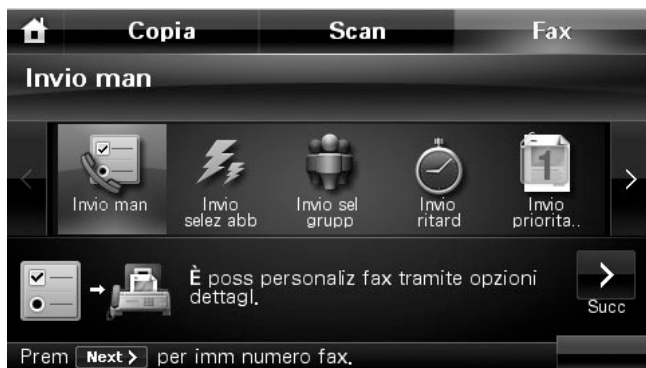 Copia Scan Fax
Invio man
Invio man
Invio
selez abb
Invio sel
grupp
Invio
ritard
1
Invio
priorita..
È poss personaliz fax tramite opzioni
dettagl.
Succ
Prem Next > per imm numero fax.